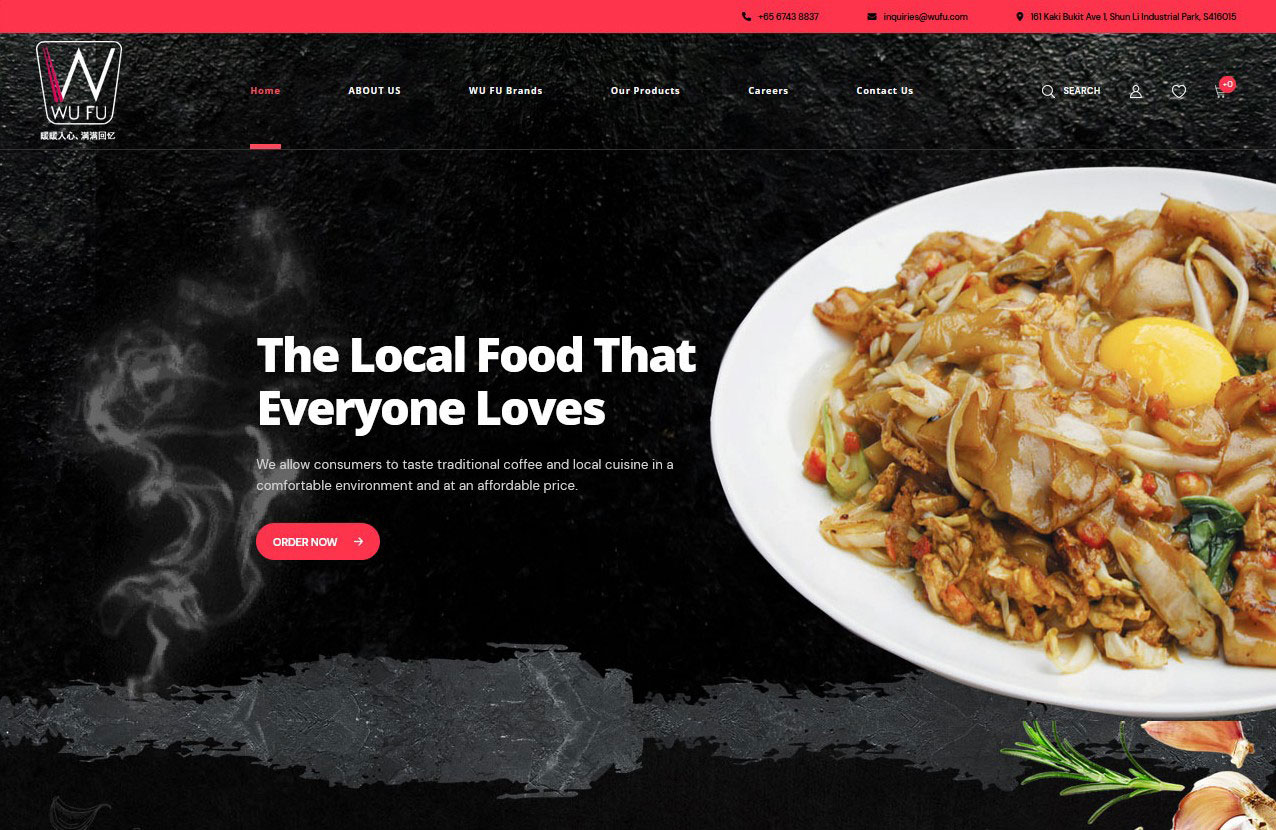 +65 6743 8837
inquiries@wufu.com
161 Kaki Bukit Ave 1, Shun Li Industrial Park, S416015
W
WU FU
暖暖人心、满满回忆
Home
ABOUT US
WU FU Brands
Our Products
Careers
Contact Us
SEARCH
+0
The Local Food That
Everyone Loves
We allow consumers to taste traditional coffee and local cuisine in a
comfortable environment and at an affordable price.
ORDER NOW